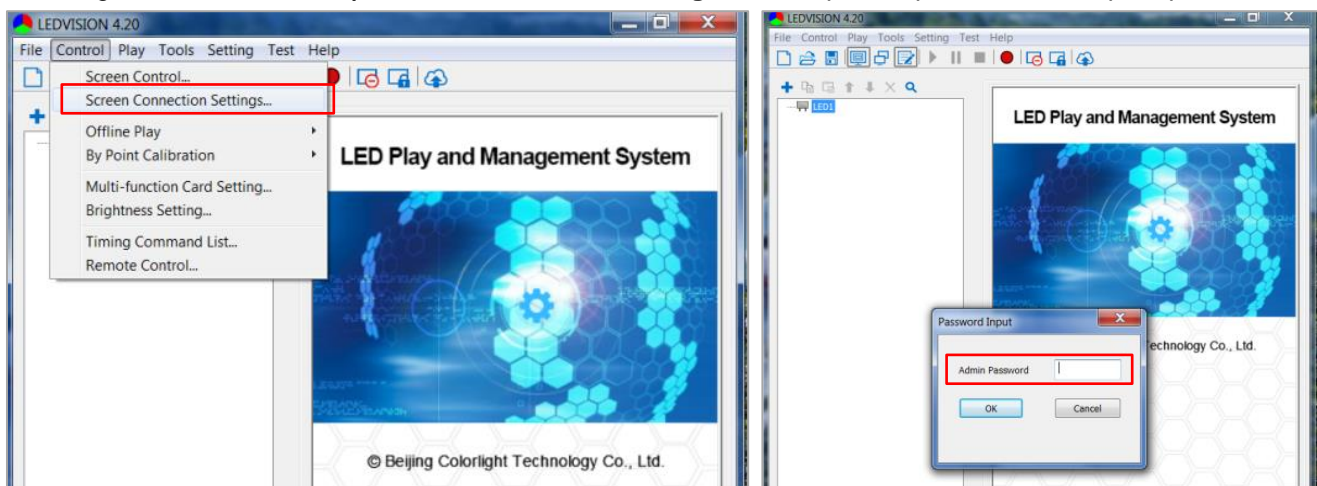 LEDVISION 4.20
File Control Play Tools Setting Test Help
Screen Control...
Screen Connection Settings...
Offline Play
By Point Calibration
Multi-function Card Setting...
Brightness Setting...
Timing Command List...
Remote Control...
LED Play and Management System
© Beijing Colorlight Technology Co., Ltd.
LEDVISION 4.20
File Control Play Tools Setting Test Help
LED1
LED Play and Management System
Password Input
Admin Password
OK Cancel
echnology Co., Ltd.